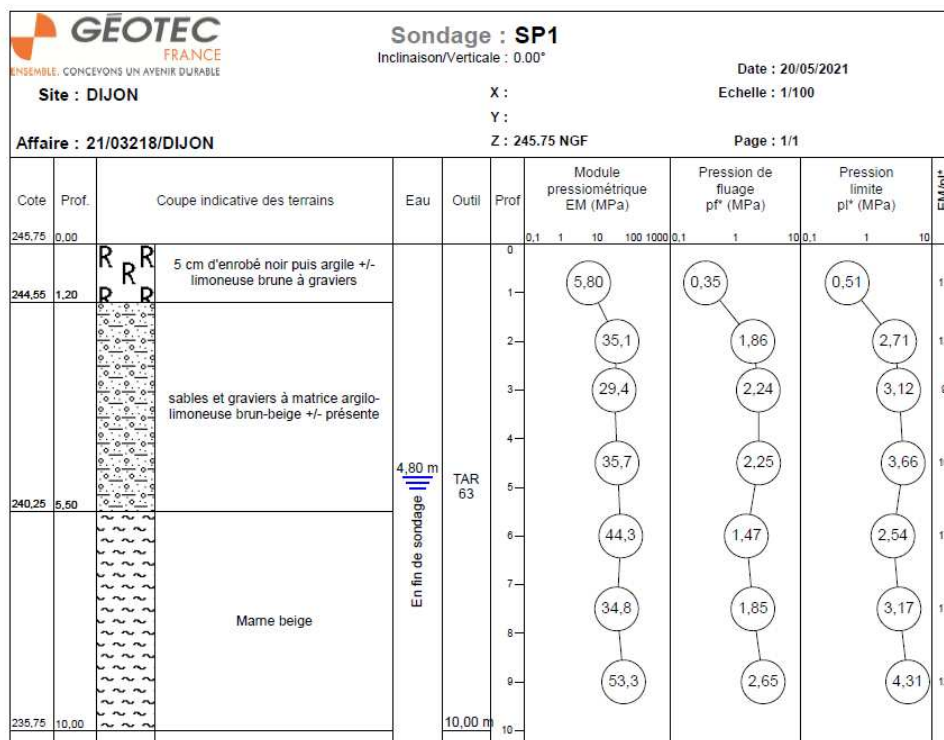 GÉOTEC
FRANCE
ENSEMBLE, CONCEVONS UN AVENIR DURABLE
Sondage : SP1
Inclinaison/Verticale : 0.00°
Date : 20/05/2021
Site : DIJON
X :
Echelle : 1/100
Y :
Affaire : 21/03218/DIJON
Z : 245.75 NGF
Page : 1/1
Cote
Prof.
Coupe indicative des terrains
Eau
Outil
Prof
Module
pressiométrique
EM (MPa)
Pression de
fluage
pf* (MPa)
Pression
limite
pl* (MPa)
EM/pl*
245,75 0,00
0,1 1 10 100 1000
0,1 1 10
0,1 1 10
0
R R
R
R R
5 cm d'enrobé noir puis argile +/-
limoneuse brune à graviers
244,55 1,20
1
5,80 0,35 0,51
2
35,1 1,86 2,71
3
29,4 2,24 3,12
sables et graviers à matrice argilo-
limoneuse brun-beige +/- présente
4
35,7 2,25 3,66
4,80 m
En fin de sondage
TAR
63
5
240,25 5,50
6
44,3 1,47 2,54
7
34,8 1,85 3,17
Marne beige
8
9
53,3 2,65 4,31
235,75 10,00
10,00 m
10